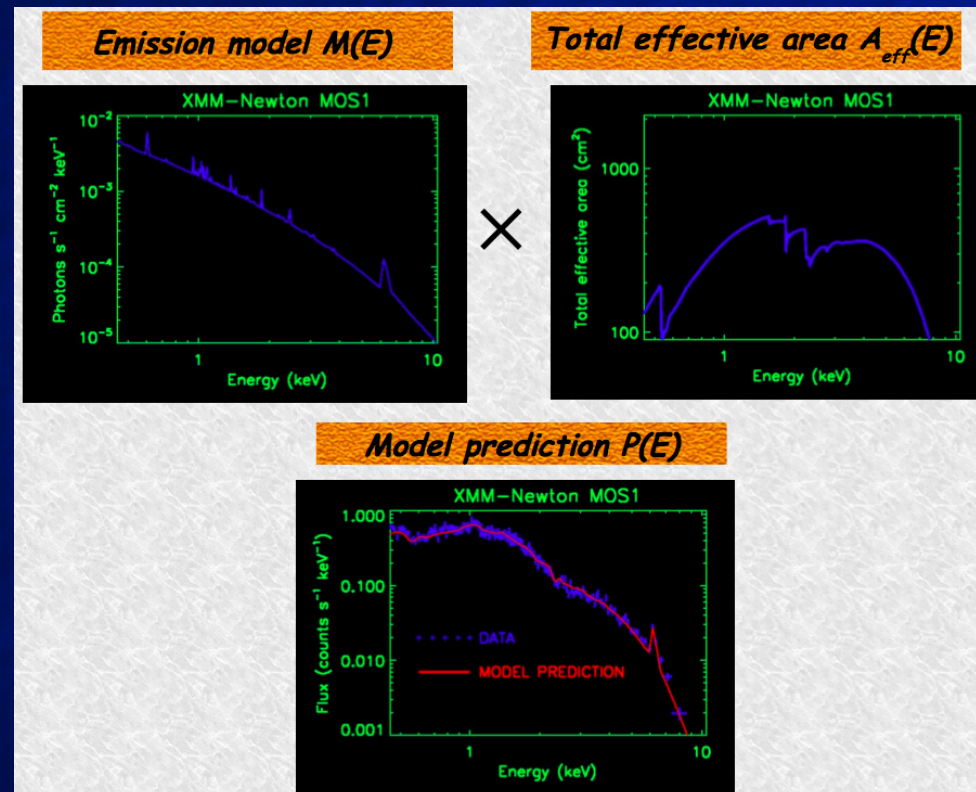 Emission model M(E)
Total effective area A_eff(E)
XMM-Newton MOS1
10⁻²
10⁻³
10⁻⁴
10⁻⁵
Photons s⁻¹ cm⁻² keV⁻¹
1
10
Energy (keV)
×
XMM-Newton MOS1
1000
100
Total effective area (cm²)
1
10
Energy (keV)
Model prediction P(E)
XMM-Newton MOS1
1.000
0.100
0.010
0.001
Flux (counts s⁻¹ keV⁻¹)
DATA
MODEL PREDICTION
1
10
Energy (keV)